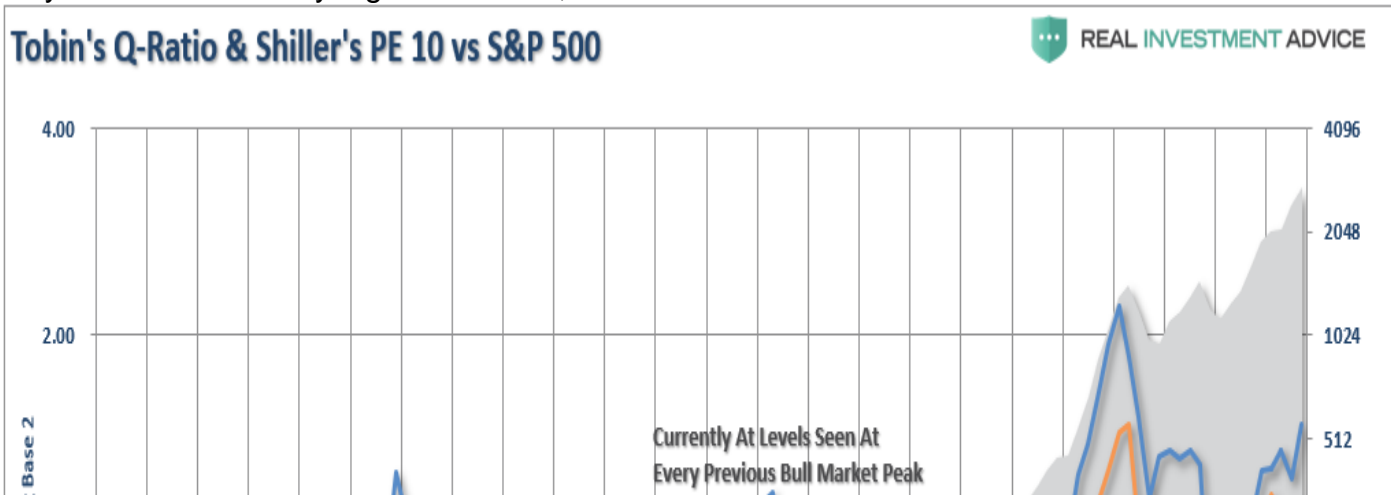 Tobin's Q-Ratio & Shiller's PE 10 vs S&P 500
REAL INVESTMENT ADVICE
4.00
4096
2048
2.00
1024
Currently At Levels Seen At
512
Every Previous Bull Market Peak
Base 2